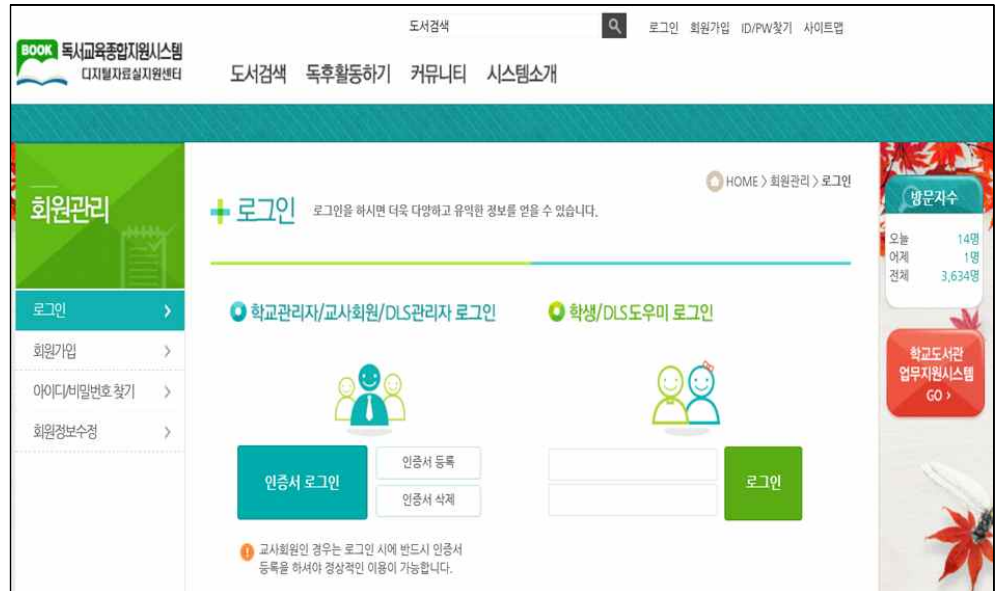 도서검색
로그인 회원가입 ID/PW찾기 사이트맵
BOOK 독서교육종합지원시스템
디지털자료실지원센터
도서검색 독후활동하기 커뮤니티 시스템소개
회원관리
로그인
회원가입
아이디/비밀번호 찾기
회원정보수정
HOME > 회원관리 > 로그인
로그인 로그인을 하시면 더욱 다양하고 유익한 정보를 얻을 수 있습니다.
학교관리자/교사회원/DLS관리자 로그인
인증서 로그인
인증서 등록
인증서 삭제
교사회원인 경우는 로그인 시에 반드시 인증서
등록을 하셔야 정상적인 이용이 가능합니다.
학생/DLS도우미 로그인
로그인
방문자수
오늘 14명
어제 1명
전체 3,634명
학교도서관
업무지원시스템
GO >